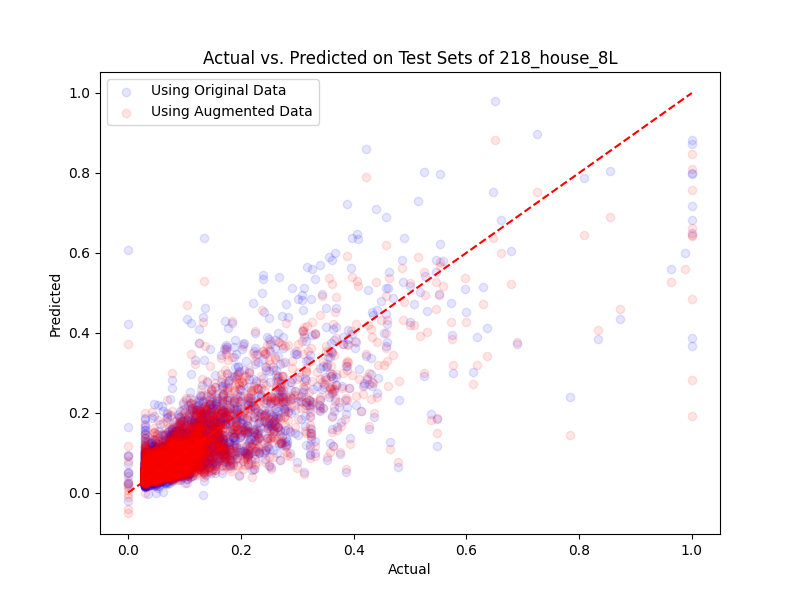 Actual vs. Predicted on Test Sets of 218_house_8L
Using Original Data
Using Augmented Data
1.0
0.8
0.6
0.4
0.2
0.0
Predicted
0.0 0.2 0.4 0.6 0.8 1.0
Actual